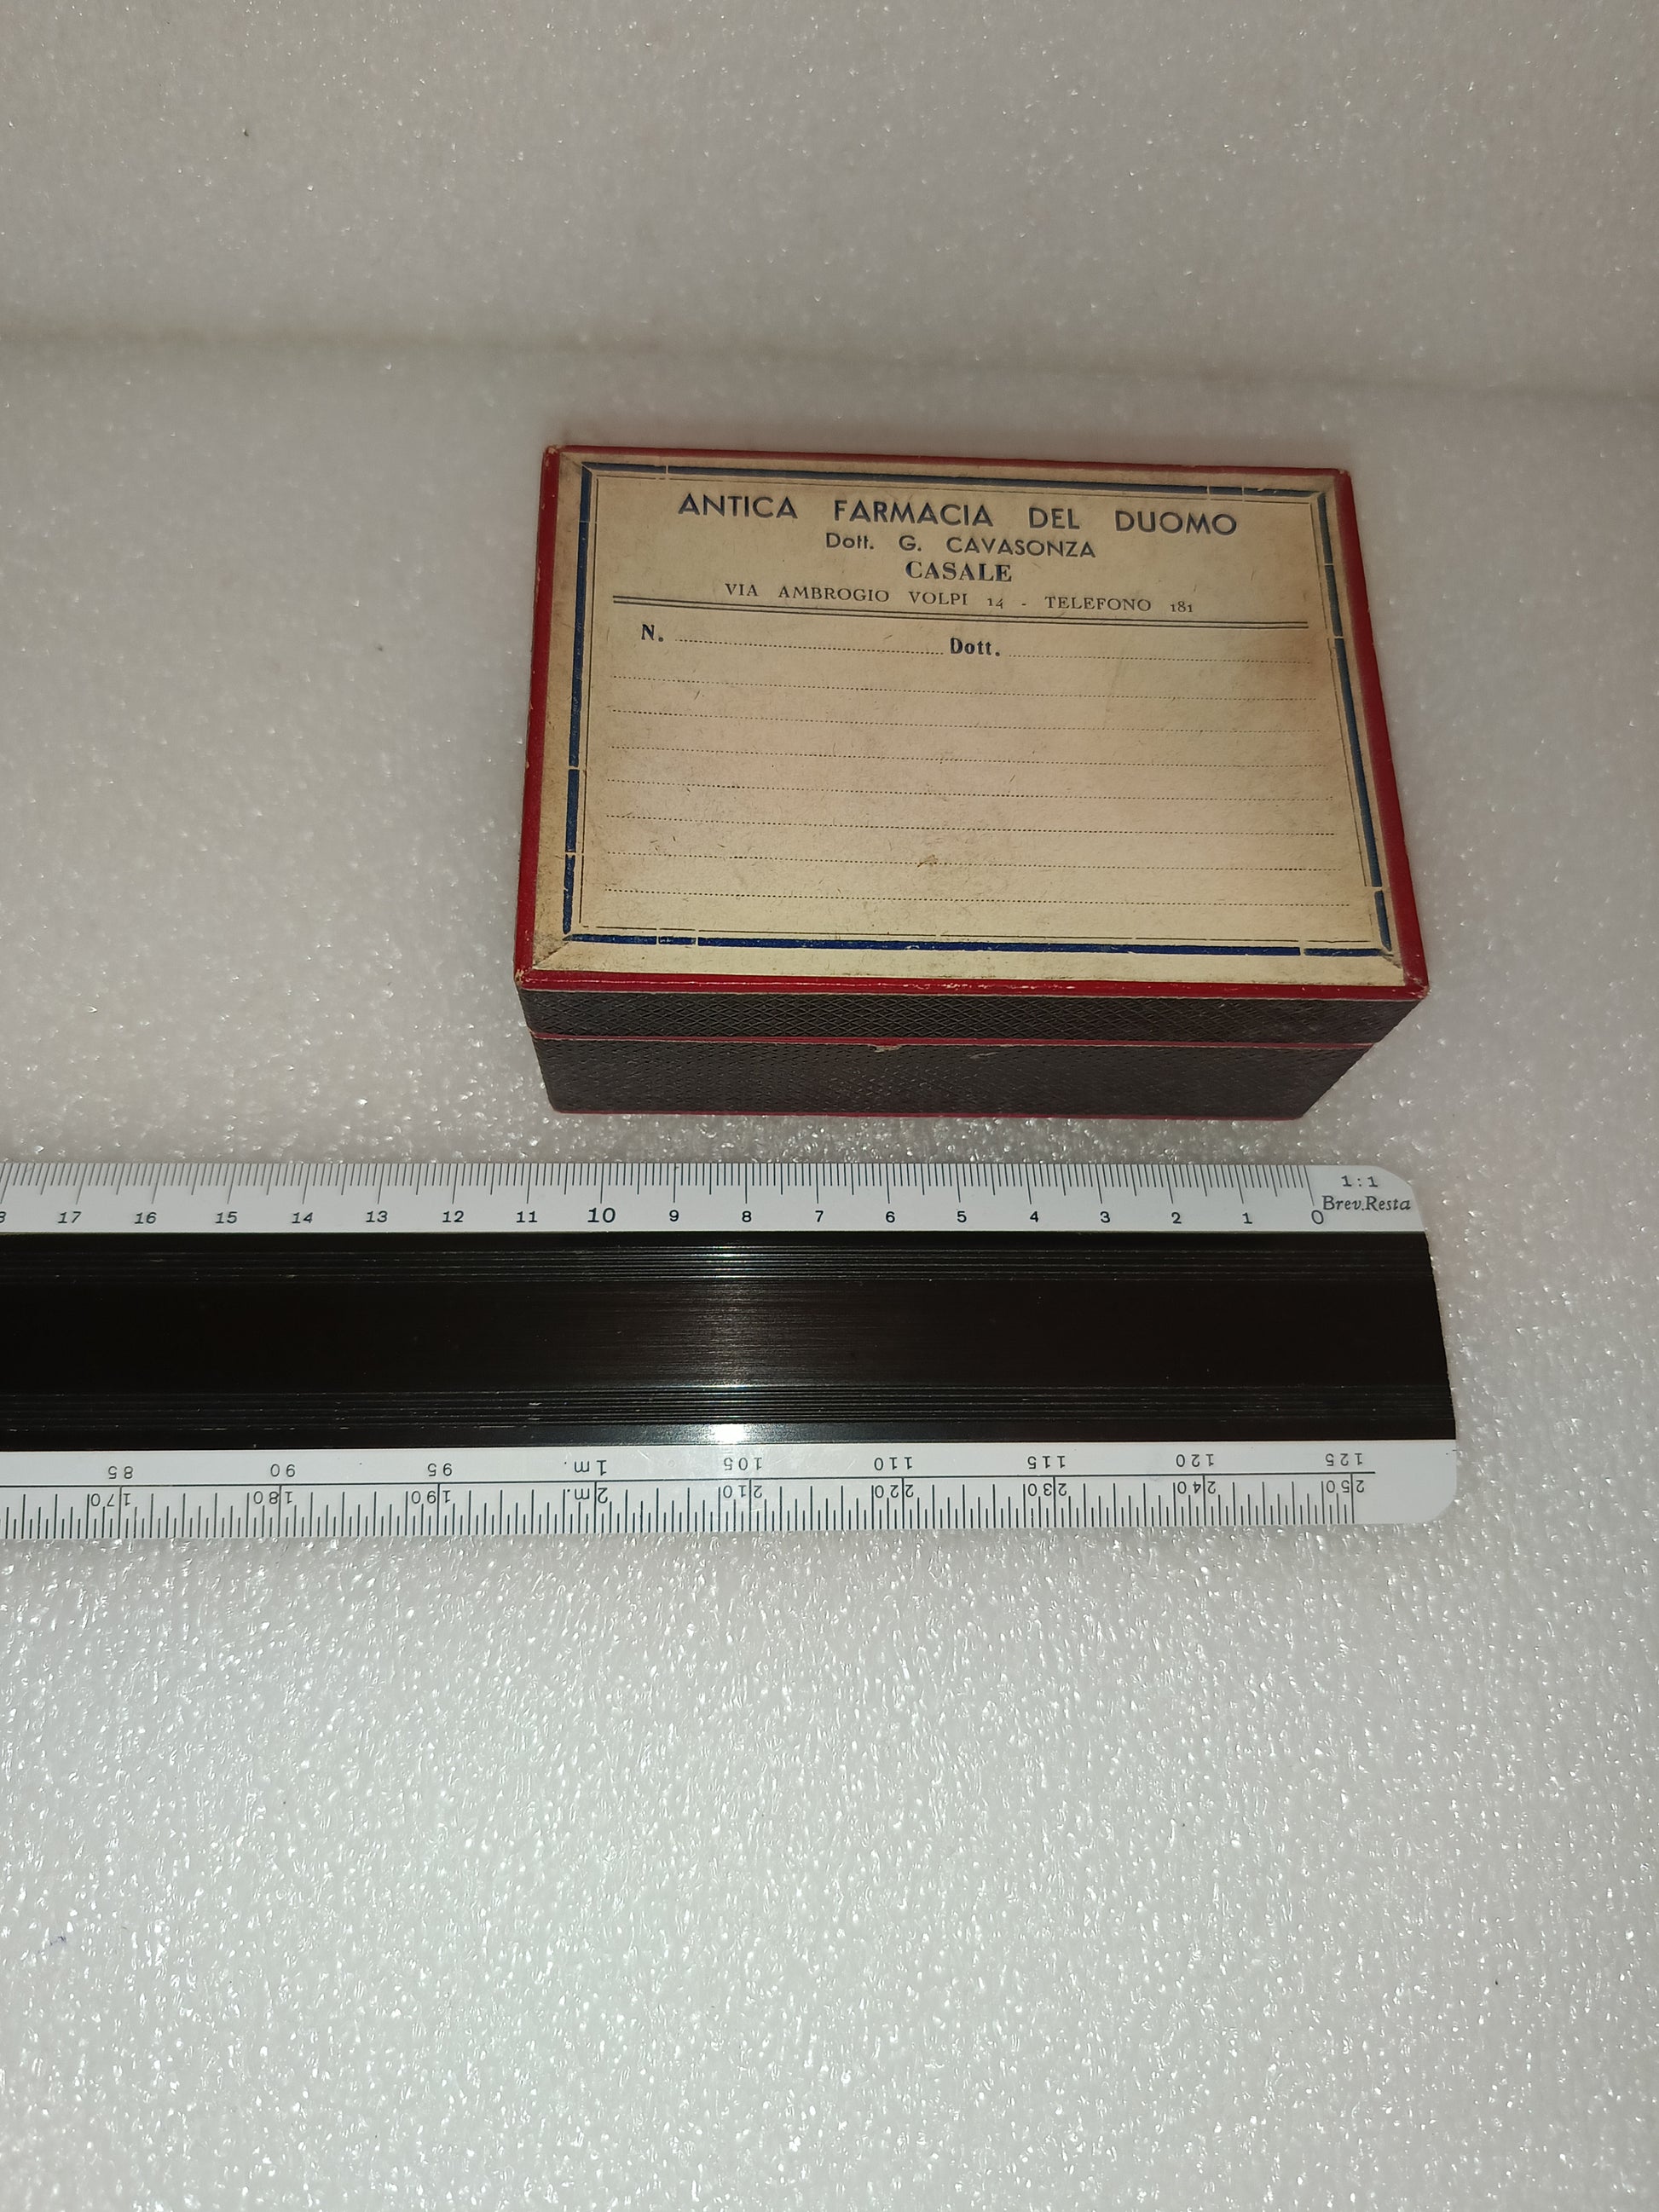 ANTICA FARMACIA DEL DUOMO
Dott. G. CAVASONZA
CASALE
VIA AMBROGIO VOLPI 14 - TELEFONO 181
N. Dott.
17 16 15 14 13 12 11 10 9 8 7 6 5 4 3 2 1 0
1:1
Brev.Resta
85 90 95 1m. 105 110 115 120 125
170 180 190 2m. 210 220 230 240 250